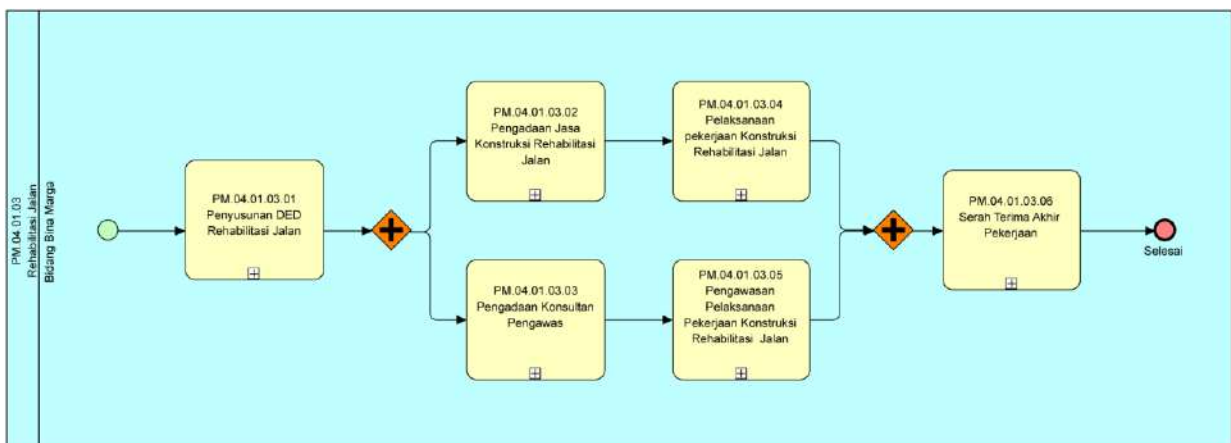 PM.04.01.03
Rehabilitasi Jalan
Bidang Bina Marga
PM.04.01.03.01
Penyusunan DED
Rehabilitasi Jalan
PM.04.01.03.02
Pengadaan Jasa
Konstruksi Rehabilitasi
Jalan
PM.04.01.03.04
Pelaksanaan
pekerjaan Konstruksi
Rehabilitasi Jalan
PM.04.01.03.03
Pengadaan Konsultan
Pengawas
PM.04.01.03.05
Pengawasan
Pelaksanaan
Pekerjaan Konstruksi
Rehabilitasi Jalan
PM.04.01.03.06
Serah Terima Akhir
Pekerjaan
Selesai